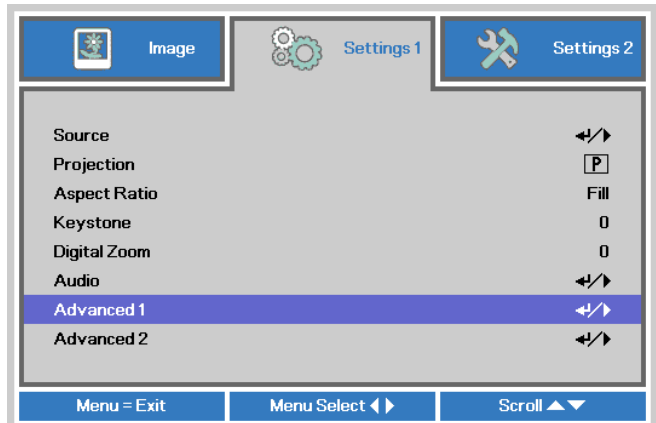 Image Settings 1 Settings 2
Source
Projection P
Aspect Ratio Fill
Keystone 0
Digital Zoom 0
Audio
Advanced 1
Advanced 2
Menu = Exit Menu Select Scroll